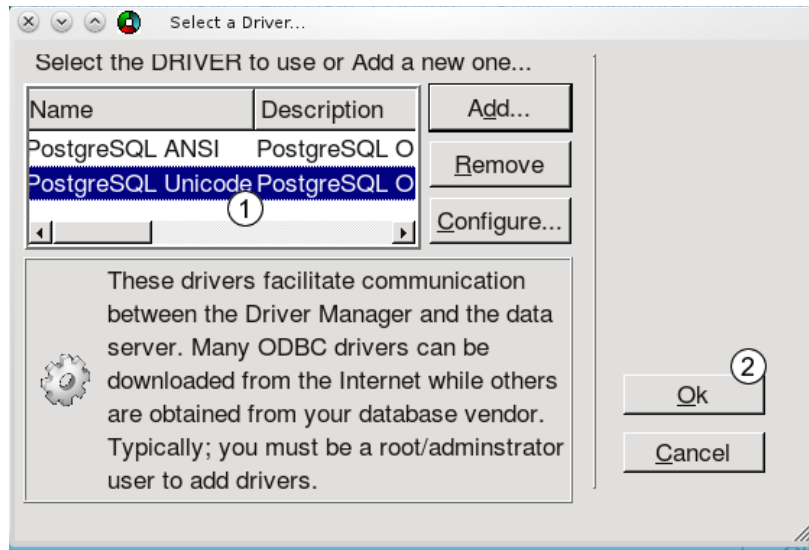 Select a Driver...
Select the DRIVER to use or Add a new one...
Name Description
PostgreSQL ANSI PostgreSQL O
PostgreSQL Unicode PostgreSQL O
1
Add...
Remove
Configure...
These drivers facilitate communication
between the Driver Manager and the data
server. Many ODBC drivers can be
downloaded from the Internet while others
are obtained from your database vendor.
Typically; you must be a root/adminstrator
user to add drivers.
2
Ok
Cancel